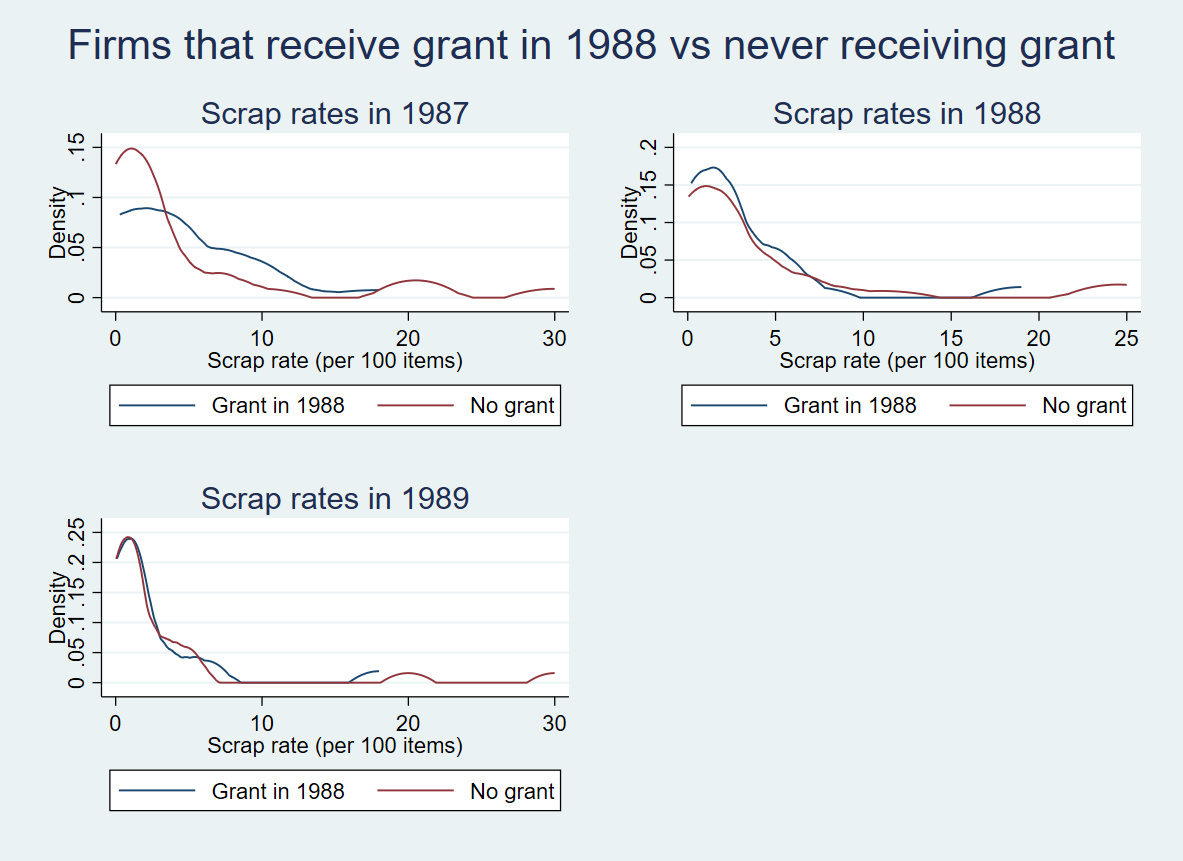 Firms that receive grant in 1988 vs never receiving grant
Scrap rates in 1987
Density
0 .05 .1 .15
0 10 20 30
Scrap rate (per 100 items)
Grant in 1988 No grant
Scrap rates in 1988
Density
0 .05 .1 .15 .2
0 5 10 15 20 25
Scrap rate (per 100 items)
Grant in 1988 No grant
Scrap rates in 1989
Density
0 .05 .1 .15 .2 .25
0 10 20 30
Scrap rate (per 100 items)
Grant in 1988 No grant